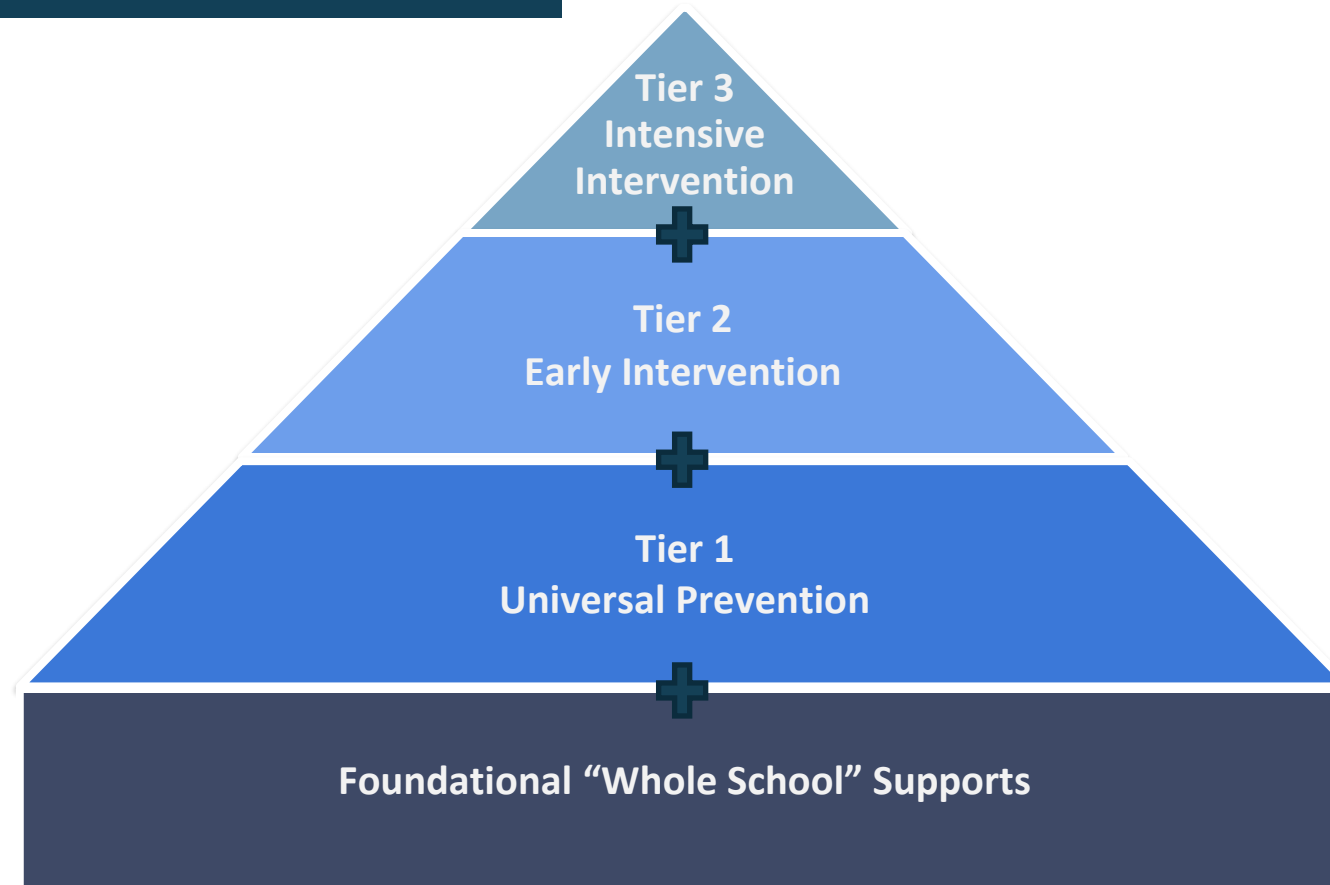 Tier 3
Intensive
Intervention
Tier 2
Early Intervention
Tier 1
Universal Prevention
Foundational “Whole School” Supports